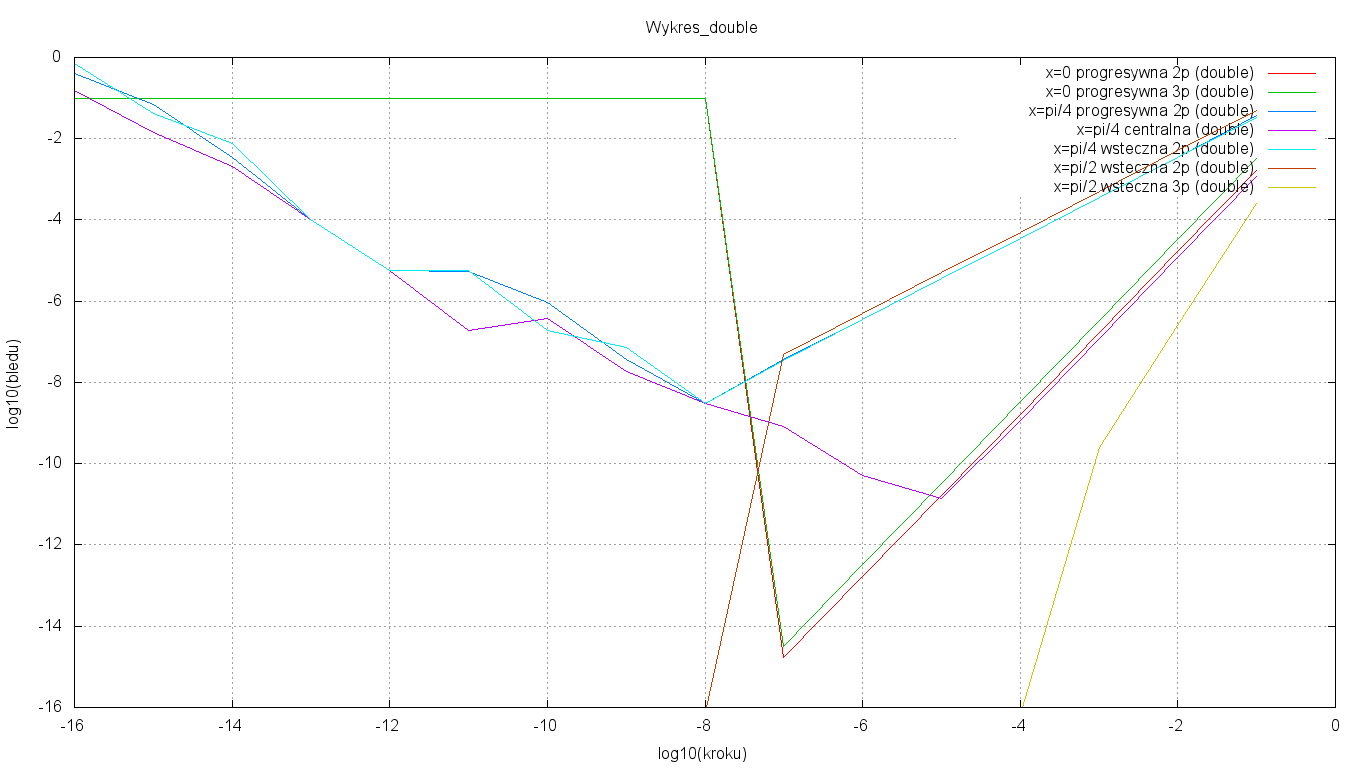 Wykres_double
0
-2
-4
-6
-8
-10
-12
-14
-16
log10(bledu)
x=0 progresywna 2p (double)
x=0 progresywna 3p (double)
x=pi/4 progresywna 2p (double)
x=pi/4 centralna (double)
x=pi/4 wsteczna 2p (double)
x=pi/2 wsteczna 2p (double)
x=pi/2 wsteczna 3p (double)
-16 -14 -12 -10 -8 -6 -4 -2 0
log10(kroku)